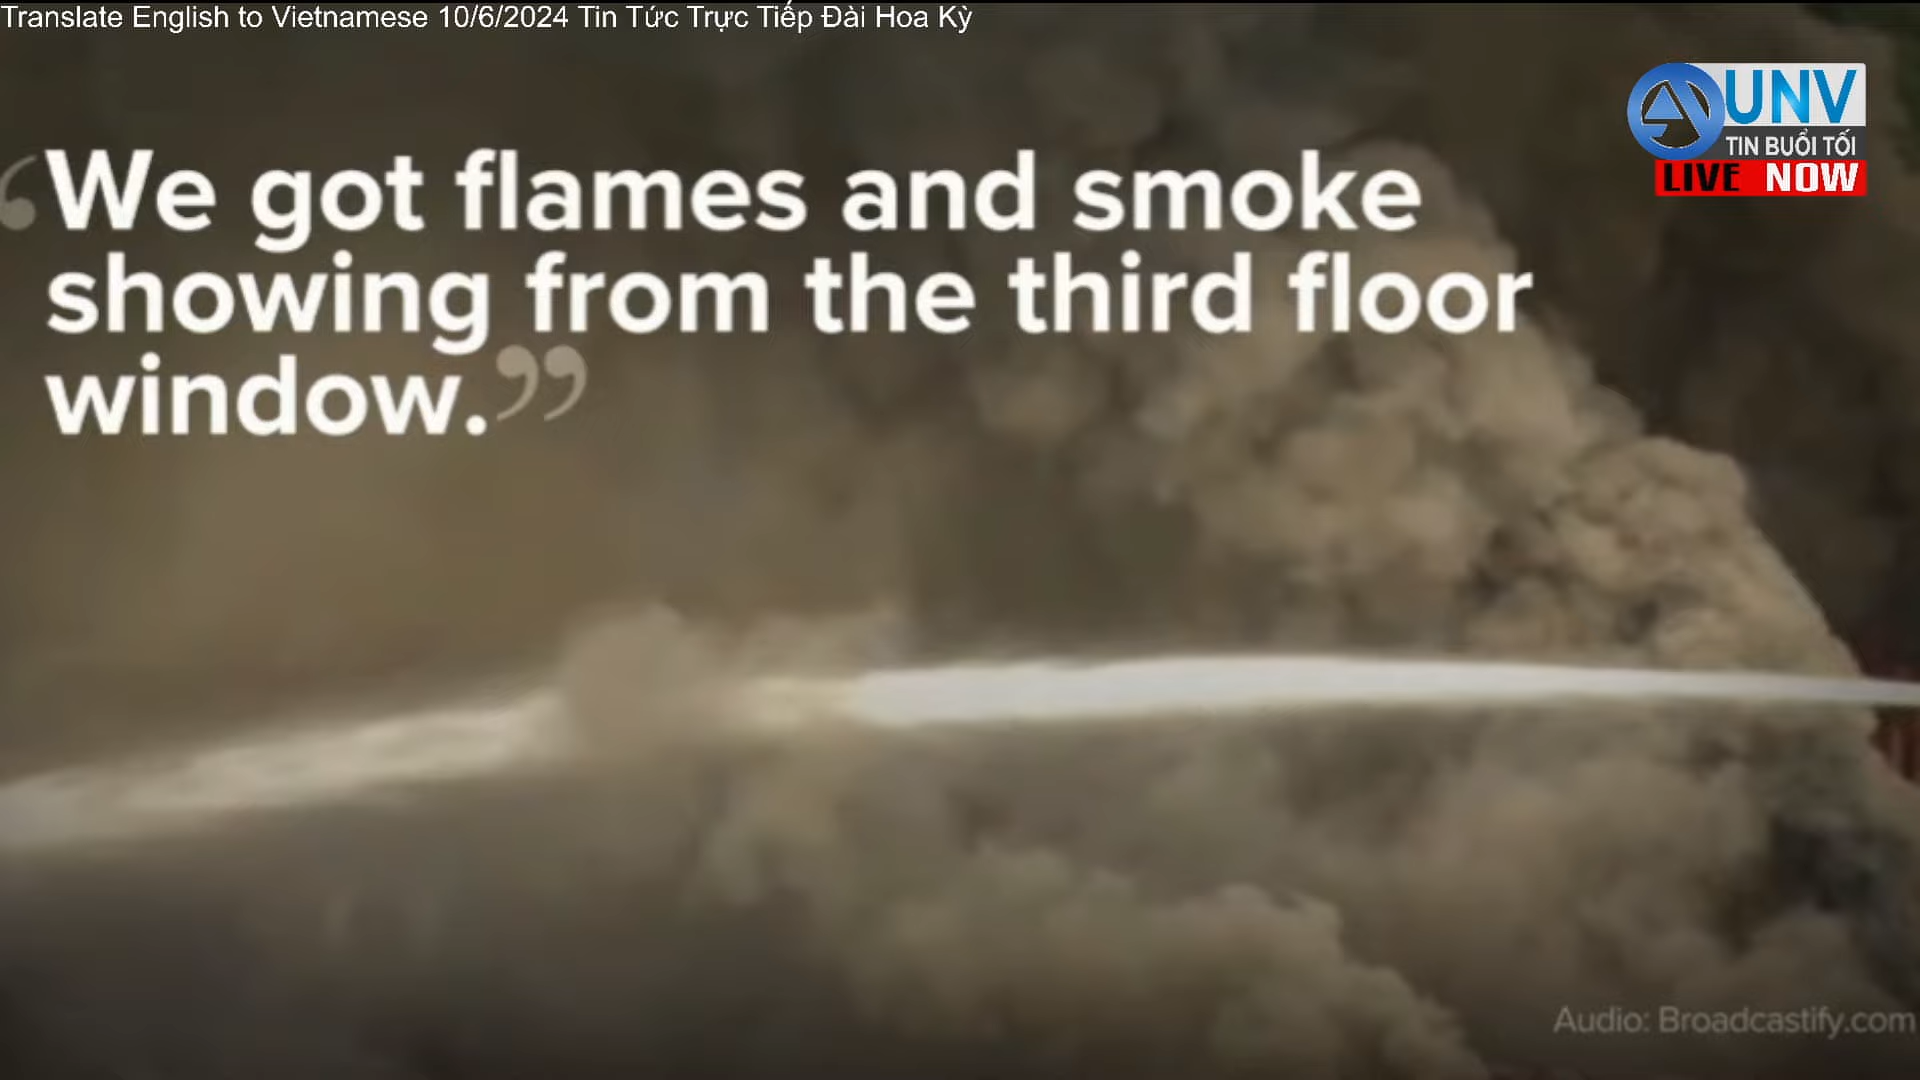 Translate English to Vietnamese 10/6/2024 Tin Tức Trực Tiếp Đài Hoa Kỳ
UNV
TIN BUỔI TỐI
LIVE NOW
“We got flames and smoke
showing from the third floor
window.”
Audio: Broadcastify.com